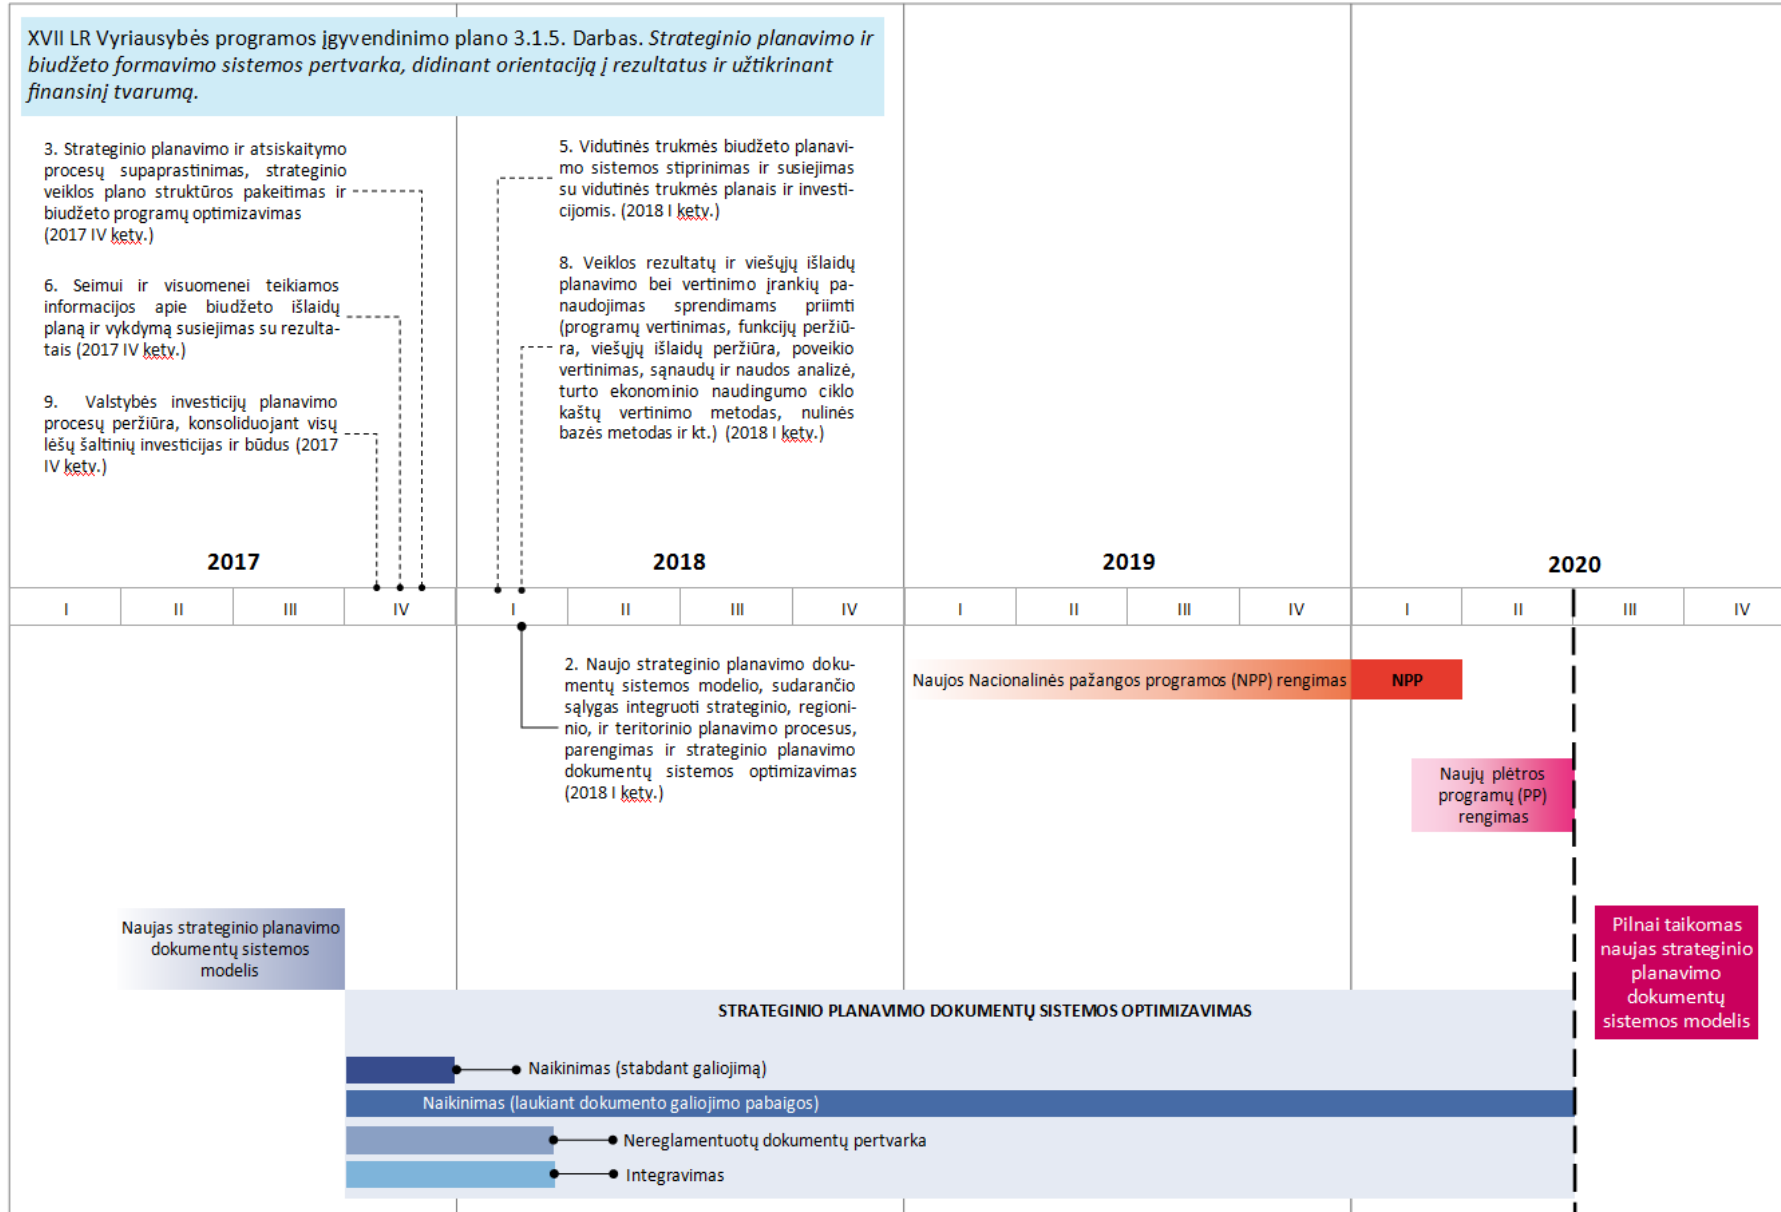 XVII LR Vyriausybės programos įgyvendinimo plano 3.1.5. Darbas. Strateginio planavimo ir
biudžeto formavimo sistemos pertvarka, didinant orientaciją į rezultatus ir užtikrinant
finansinį tvarumą.
3. Strateginio planavimo ir atsiskaitymo
procesų supaprastinimas, strateginio
veiklos plano struktūros pakeitimas ir
biudžeto programų optimizavimas
(2017 IV ketv.)
6. Seimui ir visuomenei teikiamos
informacijos apie biudžeto išlaidų
planą ir vykdymą susiejimas su rezulta-
tais (2017 IV ketv.)
9. Valstybės investicijų planavimo
procesų peržiūra, konsoliduojant visų
lėšų šaltinių investicijas ir būdus (2017
IV ketv.)
5. Vidutinės trukmės biudžeto planavi-
mo sistemos stiprinimas ir susiejimas
su vidutinės trukmės planais ir investi-
cijomis. (2018 I ketv.)
8. Veiklos rezultatų ir viešųjų išlaidų
planavimo bei vertinimo įrankių pa-
naudojimas sprendimams priimti
(programų vertinimas, funkcijų peržiū-
ra, viešųjų išlaidų peržiūra, poveikio
vertinimas, sąnaudų ir naudos analizė,
turto ekonominio naudingumo ciklo
kaštų vertinimo metodas, nulinės
bazės metodas ir kt.) (2018 I ketv.)
2017
2018
2019
2020
I II III IV I II III IV I II III IV I II III IV
2. Naujo strateginio planavimo doku-
mentų sistemos modelio, sudarančio
sąlygas integruoti strateginio, regioni-
nio, ir teritorinio planavimo procesus,
parengimas ir strateginio planavimo
dokumentų sistemos optimizavimas
(2018 I ketv.)
Naujos Nacionalinės pažangos programos (NPP) rengimas
NPP
Naujų plėtros
programų (PP)
rengimas
Naujas strateginio planavimo
dokumentų sistemos
modelis
Pilnai taikomas
naujas strateginio
planavimo
dokumentų
sistemos modelis
STRATEGINIO PLANAVIMO DOKUMENTŲ SISTEMOS OPTIMIZAVIMAS
Naikinimas (stabdant galiojimą)
Naikinimas (laukiant dokumento galiojimo pabaigos)
Nereglamentuotų dokumentų pertvarka
Integravimas